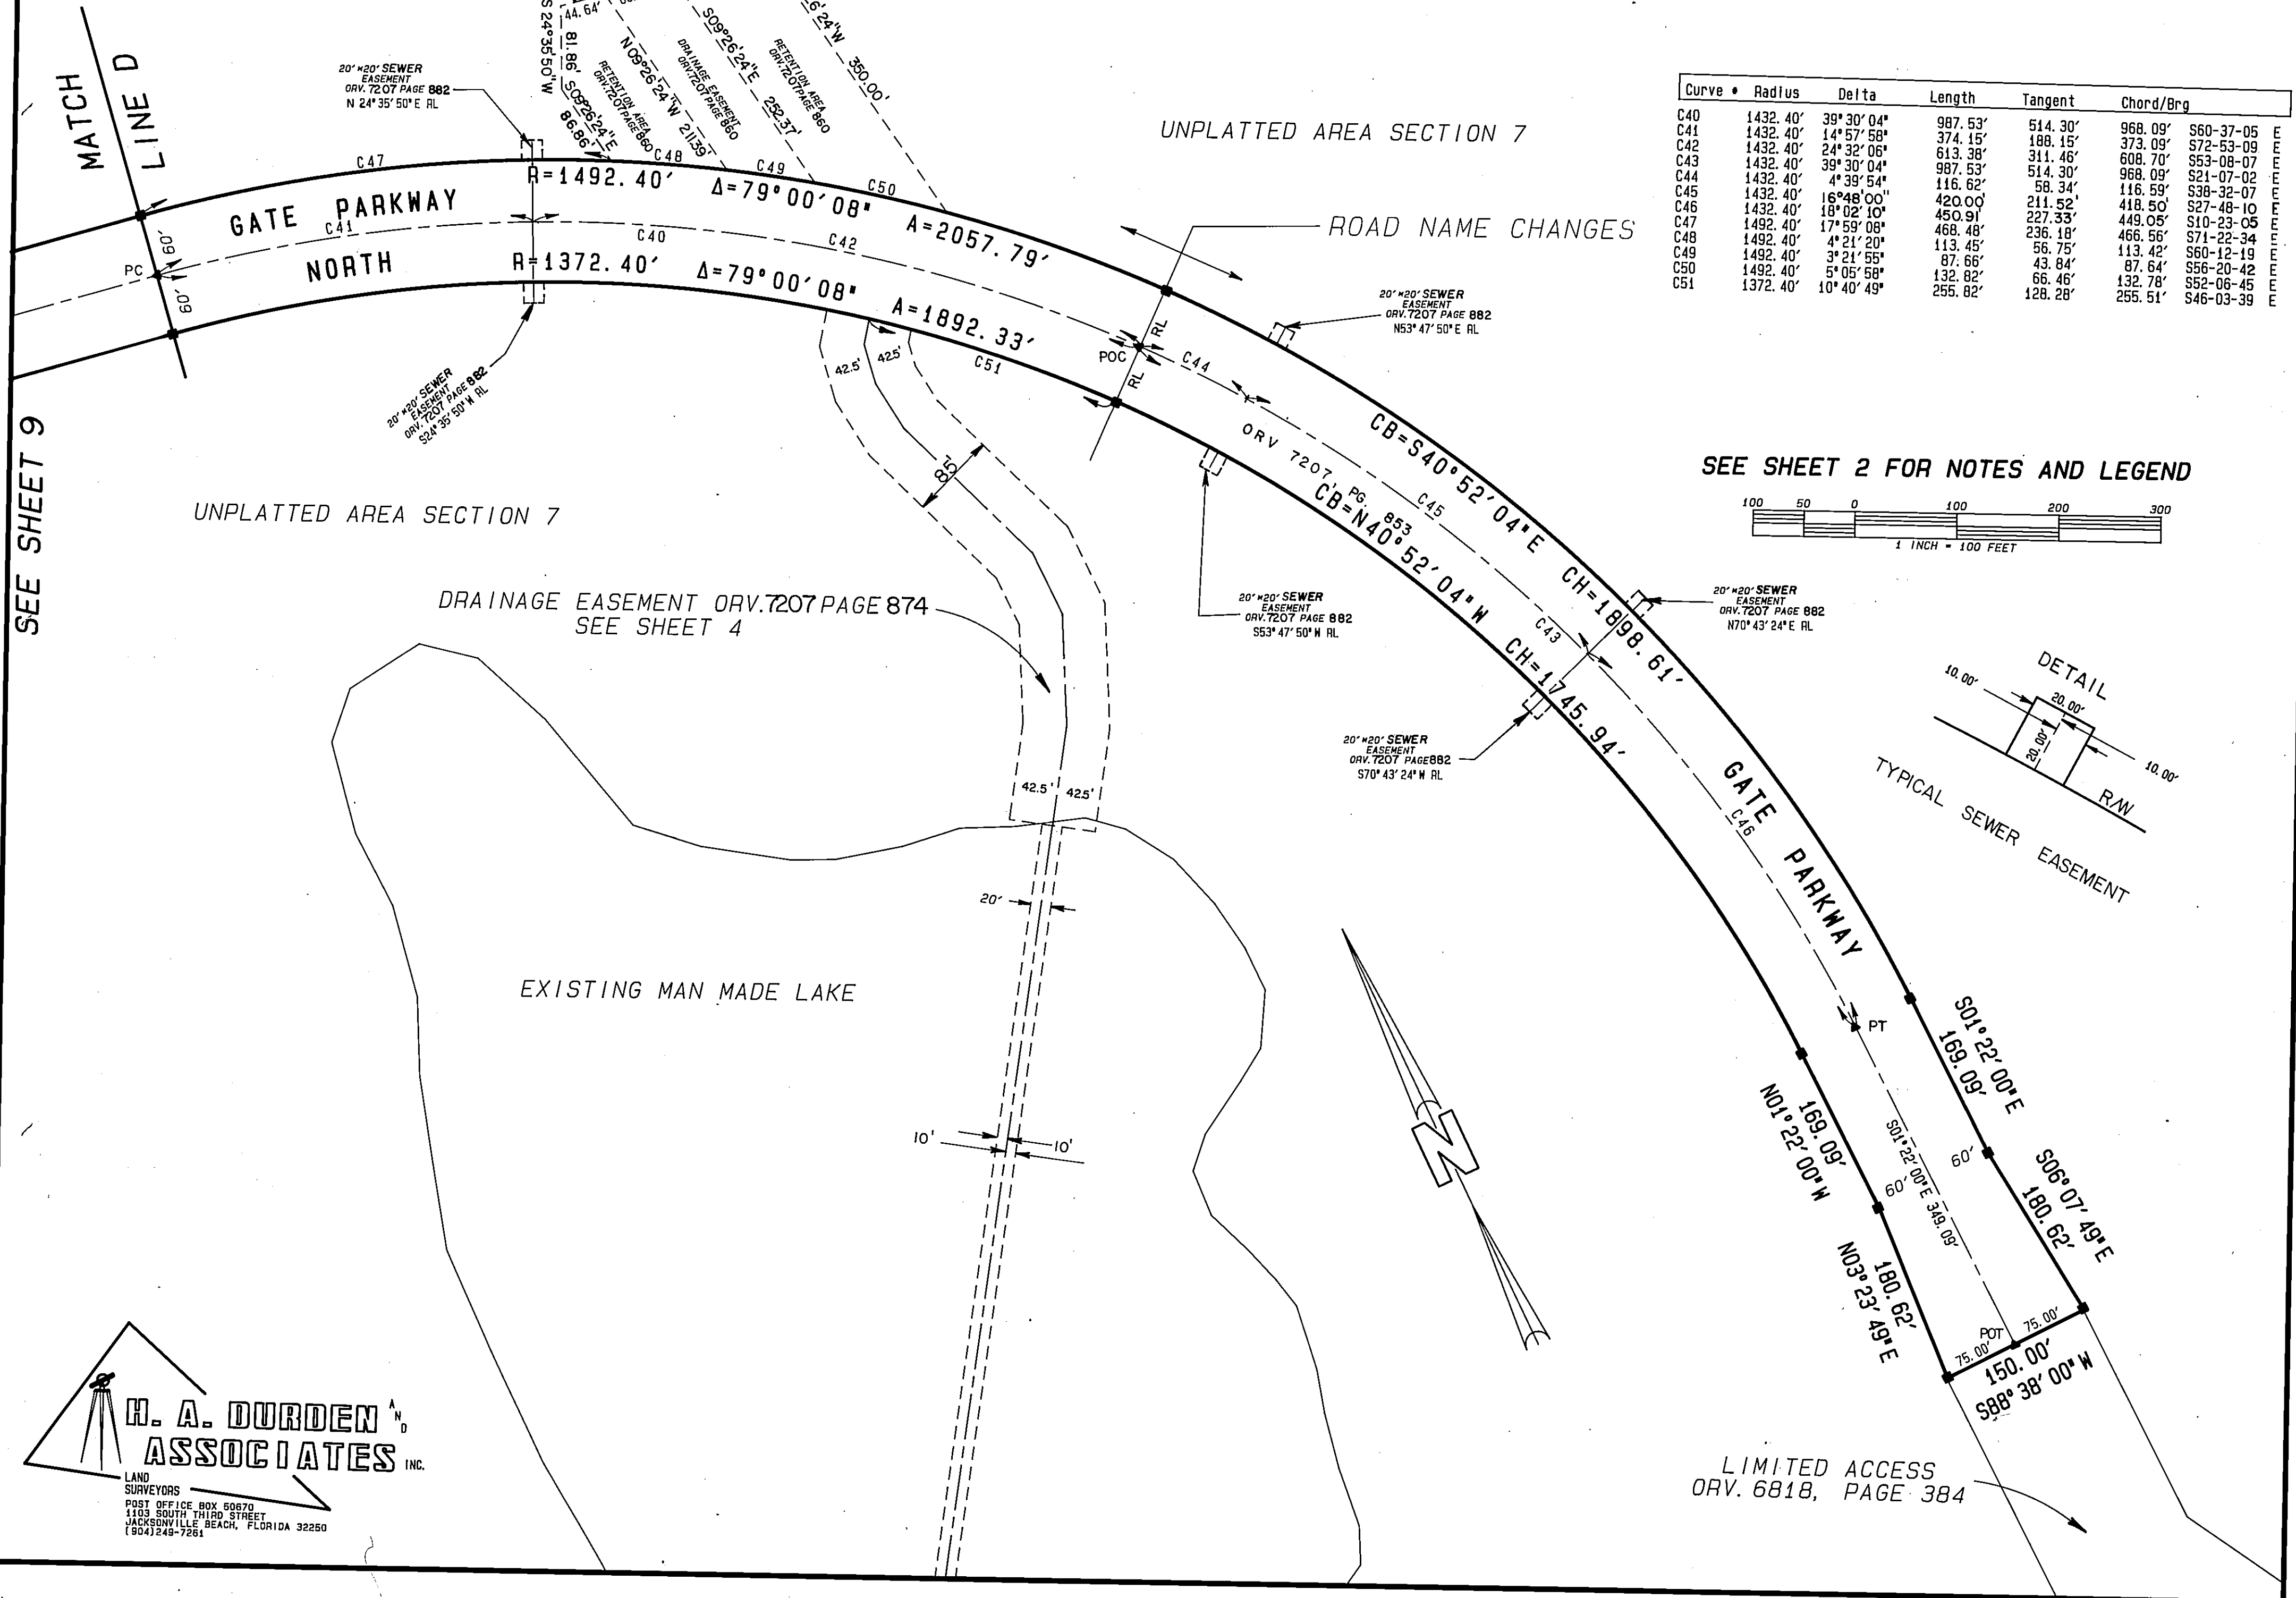 MATCH
LINE D
SEE SHEET 9
20'×20' SEWER
EASEMENT
ORV. 7207 PAGE 882
N 24°35'50" E RL
S 24°35'50"W
44.64'
81.86'
S09°26'24"E
86.86'
RETENTION AREA
ORV.7207 PAGE 860
N 09°26'24"W 211.39'
DRAINAGE EASEMENT
ORV.7207 PAGE 860
S09°26'24"E 252.37'
RETENTION AREA
ORV.7207 PAGE 860
6'24"W 350.00'
UNPLATTED AREA SECTION 7
Curve # Radius Delta Length Tangent Chord/Brg
C40 1432.40' 39°30'04" 987.53' 514.30' 968.09' S60-37-05 E
C41 1432.40' 14°57'58" 374.15' 188.15' 373.09' S72-53-09 E
C42 1432.40' 24°32'06" 613.38' 311.46' 608.70' S53-08-07 E
C43 1432.40' 39°30'04" 987.53' 514.30' 968.09' S21-07-02 E
C44 1432.40' 4°39'54" 116.62' 58.34' 116.59' S38-32-07 E
C45 1432.40' 16°48'00" 420.00' 211.52' 418.50' S27-48-10 E
C46 1432.40' 18°02'10" 450.91' 227.33' 449.05' S10-23-05 E
C47 1492.40' 17°59'08" 468.48' 236.18' 466.56' S71-22-34 E
C48 1492.40' 4°21'20" 113.45' 56.75' 113.42' S60-12-19 E
C49 1492.40' 3°21'55" 87.66' 43.84' 87.64' S56-20-42 E
C50 1492.40' 5°05'58" 132.82' 66.46' 132.78' S52-06-45 E
C51 1372.40' 10°40'49" 255.82' 128.28' 255.51' S46-03-39 E
C47
C48
C49
C50
R=1492.40' Δ=79°00'08" A=2057.79'
GATE PARKWAY
NORTH
C41
C40
C42
R=1372.40' Δ=79°00'08" A=1892.33'
PC
60'
60'
ROAD NAME CHANGES
20'×20' SEWER
EASEMENT
ORV. 7207 PAGE 882
S24°35'50" W RL
42.5'
42.5'
C51
POC
RL
RL
C44
20'×20' SEWER
EASEMENT
ORV.7207 PAGE 882
N53°47'50" E RL
85'
ORV 7207, PG. 853
CB=S40°52'04"E CH=1898.61'
C45
CB=N40°52'04"W CH=1745.94'
C43
SEE SHEET 2 FOR NOTES AND LEGEND
100 50 0 100 200 300
1 INCH = 100 FEET
UNPLATTED AREA SECTION 7
DRAINAGE EASEMENT ORV.7207 PAGE 874
SEE SHEET 4
20'×20' SEWER
EASEMENT
ORV.7207 PAGE 882
S53°47'50" W RL
20'×20' SEWER
EASEMENT
ORV.7207 PAGE 882
N70°43'24" E RL
20'×20' SEWER
EASEMENT
ORV.7207 PAGE 882
S70°43'24" W RL
DETAIL
10.00'
20.00'
20.00'
10.00'
R/W
TYPICAL SEWER EASEMENT
GATE PARKWAY
C46
42.5'
42.5'
20'
EXISTING MAN MADE LAKE
10'
10'
N
PT
S01°22'00"E
169.09'
169.09'
N01°22'00"W
S01°22'00"E 349.09'
60'
60'
S06°07'49"E
180.62'
180.62'
N03°23'49"E
POT
75.00'
75.00'
150.00'
S88°38'00"W
LIMITED ACCESS
ORV. 6818, PAGE 384
H. A. DURDEN AND
ASSOCIATES INC.
LAND
SURVEYORS
POST OFFICE BOX 50670
1103 SOUTH THIRD STREET
JACKSONVILLE BEACH, FLORIDA 32250
(904)249-7261